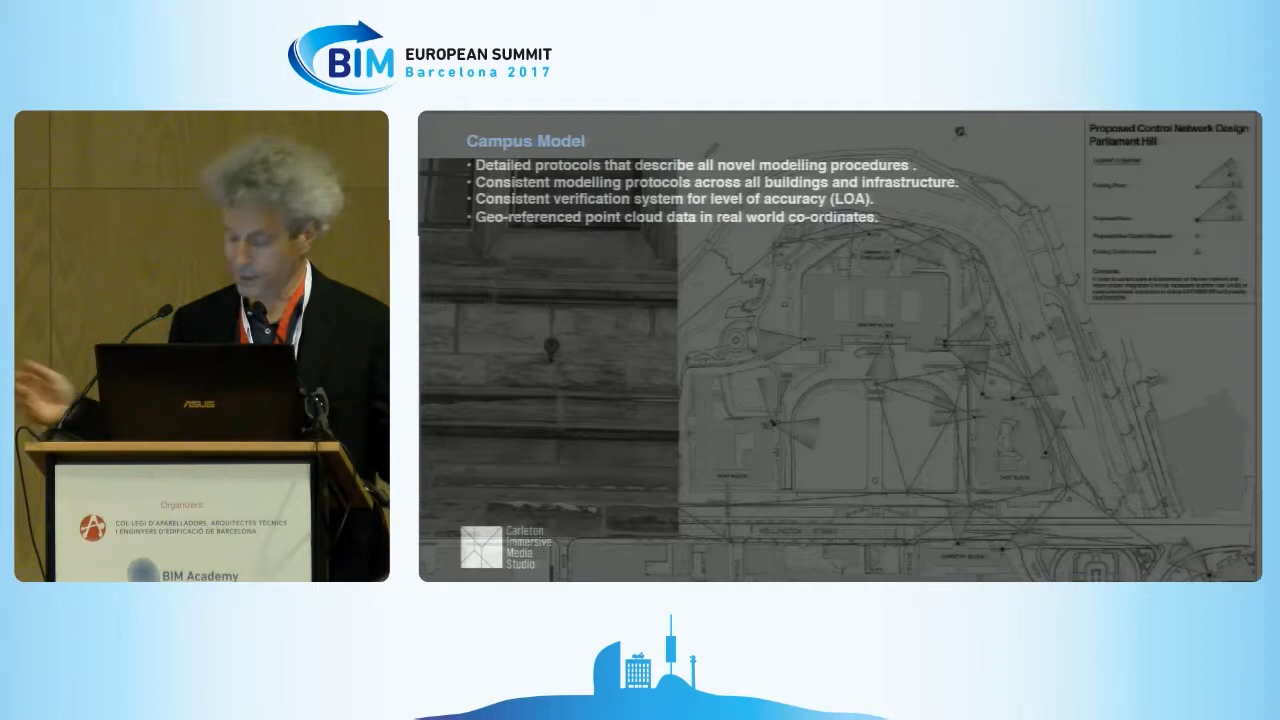 BIM EUROPEAN SUMMIT
Barcelona 2017
Campus Model
• Detailed protocols that describe all novel modelling procedures .
• Consistent modelling protocols across all buildings and infrastructure.
• Consistent verification system for level of accuracy (LOA).
• Geo-referenced point cloud data in real world co-ordinates.
Proposed Control Network Design
Parliament Hill
Carleton
Immersive
Media
Studio
ASUS
Organitzen:
COL·LEGI D'APARELLADORS, ARQUITECTES TÈCNICS
I ENGINYERS D'EDIFICACIÓ DE BARCELONA
BIM Academy